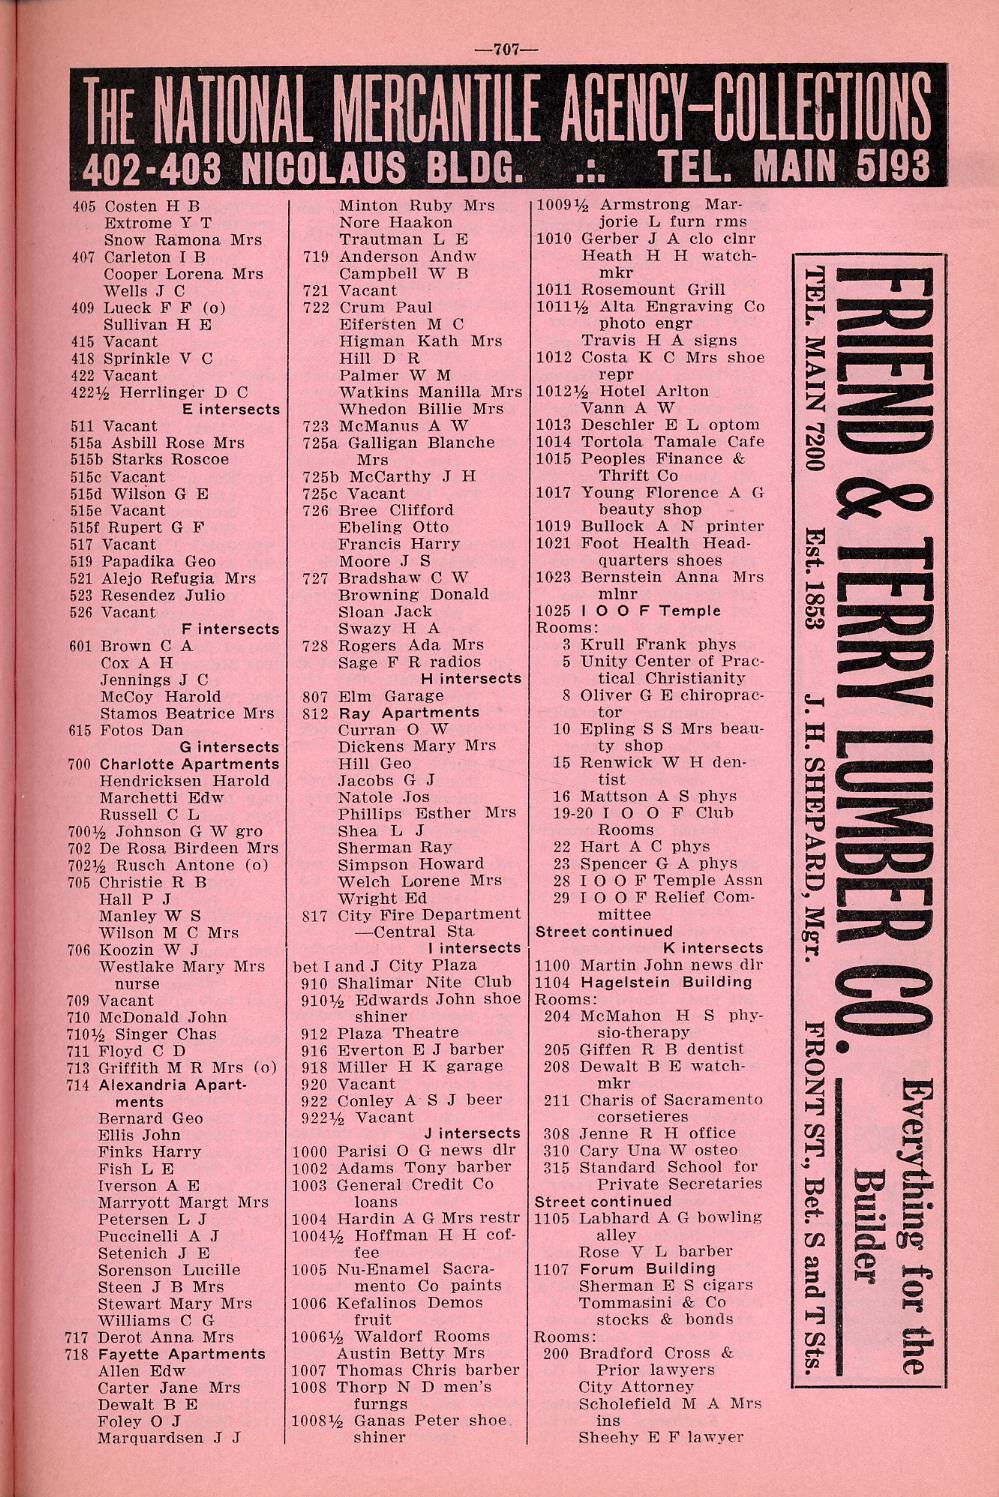 —707—
THE NATIONAL MERCANTILE AGENCY–COLLECTIONS
402-403 NICOLAUS BLDG. .:. TEL. MAIN 5193
405 Costen H B
Extrome Y T
Snow Ramona Mrs
407 Carleton I B
Cooper Lorena Mrs
Wells J C
409 Lueck F F (o)
Sullivan H E
415 Vacant
418 Sprinkle V C
422 Vacant
422½ Herrlinger D C
E intersects
511 Vacant
515a Asbill Rose Mrs
515b Starks Roscoe
515c Vacant
515d Wilson G E
515e Vacant
515f Rupert G F
517 Vacant
519 Papadika Geo
521 Alejo Refugia Mrs
523 Resendez Julio
526 Vacant
F intersects
601 Brown C A
Cox A H
Jennings J C
McCoy Harold
Stamos Beatrice Mrs
615 Fotos Dan
G intersects
700 Charlotte Apartments
Hendricksen Harold
Marchetti Edw
Russell C L
700½ Johnson G W gro
702 De Rosa Birdeen Mrs
702½ Rusch Antone (o)
705 Christie R B
Hall P J
Manley W S
Wilson M C Mrs
706 Koozin W J
Westlake Mary Mrs
nurse
709 Vacant
710 McDonald John
710½ Singer Chas
711 Floyd C D
713 Griffith M R Mrs (o)
714 Alexandria Apart-
ments
Bernard Geo
Ellis John
Finks Harry
Fish L E
Iverson A E
Marryott Margt Mrs
Petersen L J
Puccinelli A J
Setenich J E
Sorenson Lucille
Steen J B Mrs
Stewart Mary Mrs
Williams C G
717 Derot Anna Mrs
718 Fayette Apartments
Allen Edw
Carter Jane Mrs
Dewalt B E
Foley O J
Marquardsen J J
Minton Ruby Mrs
Nore Haakon
Trautman L E
719 Anderson Andw
Campbell W B
721 Vacant
722 Crum Paul
Eifersten M C
Higman Kath Mrs
Hill D R
Palmer W M
Watkins Manilla Mrs
Whedon Billie Mrs
723 McManus A W
725a Galligan Blanche
Mrs
725b McCarthy J H
725c Vacant
726 Bree Clifford
Ebeling Otto
Francis Harry
Moore J S
727 Bradshaw C W
Browning Donald
Sloan Jack
Swazy H A
728 Rogers Ada Mrs
Sage F R radios
H intersects
807 Elm Garage
812 Ray Apartments
Curran O W
Dickens Mary Mrs
Hill Geo
Jacobs G J
Natole Jos
Phillips Esther Mrs
Shea L J
Sherman Ray
Simpson Howard
Welch Lorene Mrs
Wright Ed
817 City Fire Department
—Central Sta
I intersects
bet I and J City Plaza
910 Shalimar Nite Club
910½ Edwards John shoe
shiner
912 Plaza Theatre
916 Everton E J barber
918 Miller H K garage
920 Vacant
922 Conley A S J beer
922½ Vacant
J intersects
1000 Parisi O G news dlr
1002 Adams Tony barber
1003 General Credit Co
loans
1004 Hardin A G Mrs restr
1004½ Hoffman H H cof-
fee
1005 Nu-Enamel Sacra-
mento Co paints
1006 Kefalinos Demos
fruit
1006½ Waldorf Rooms
Austin Betty Mrs
1007 Thomas Chris barber
1008 Thorp N D men's
furngs
1008½ Ganas Peter shoe
shiner
1009½ Armstrong Mar-
jorie L furn rms
1010 Gerber J A clo clnr
Heath H H watch-
mkr
1011 Rosemount Grill
1011½ Alta Engraving Co
photo engr
Travis H A signs
1012 Costa K C Mrs shoe
repr
1012½ Hotel Arlton
Vann A W
1013 Deschler E L optom
1014 Tortola Tamale Cafe
1015 Peoples Finance &
Thrift Co
1017 Young Florence A G
beauty shop
1019 Bullock A N printer
1021 Foot Health Head-
quarters shoes
1023 Bernstein Anna Mrs
mlnr
1025 I O O F Temple
Rooms:
3 Krull Frank phys
5 Unity Center of Prac-
tical Christianity
8 Oliver G E chiroprac-
tor
10 Epling S S Mrs beau-
ty shop
15 Renwick W H den-
tist
16 Mattson A S phys
19-20 I O O F Club
Rooms
22 Hart A C phys
23 Spencer G A phys
28 I O O F Temple Assn
29 I O O F Relief Com-
mittee
Street continued
K intersects
1100 Martin John news dlr
1104 Hagelstein Building
Rooms:
204 McMahon H S phy-
sio-therapy
205 Giffen R B dentist
208 Dewalt B E watch-
mkr
211 Charis of Sacramento
corsetieres
308 Jenne R H office
310 Cary Una W osteo
315 Standard School for
Private Secretaries
Street continued
1105 Labhard A G bowling
alley
Rose V L barber
1107 Forum Building
Sherman E S cigars
Tommasini & Co
stocks & bonds
Rooms:
200 Bradford Cross &
Prior lawyers
City Attorney
Scholefield M A Mrs
ins
Sheehy E F lawyer
FRIEND & TERRY LUMBER CO.
Everything for the
Builder
TEL. MAIN 7200 Est. 1853 J. H. SHEPARD, Mgr. FRONT ST., Bet. S and T Sts.